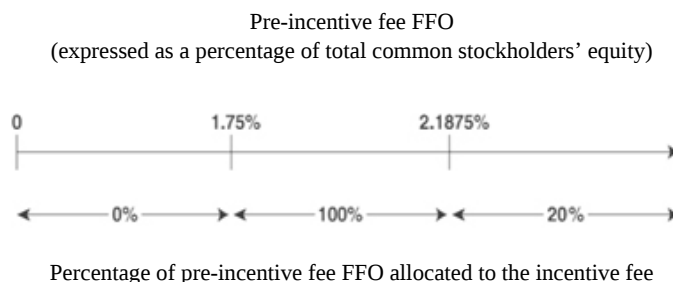 Pre-incentive fee FFO
(expressed as a percentage of total common stockholders’ equity)
0 1.75% 2.1875%
0% 100% 20%
Percentage of pre-incentive fee FFO allocated to the incentive fee